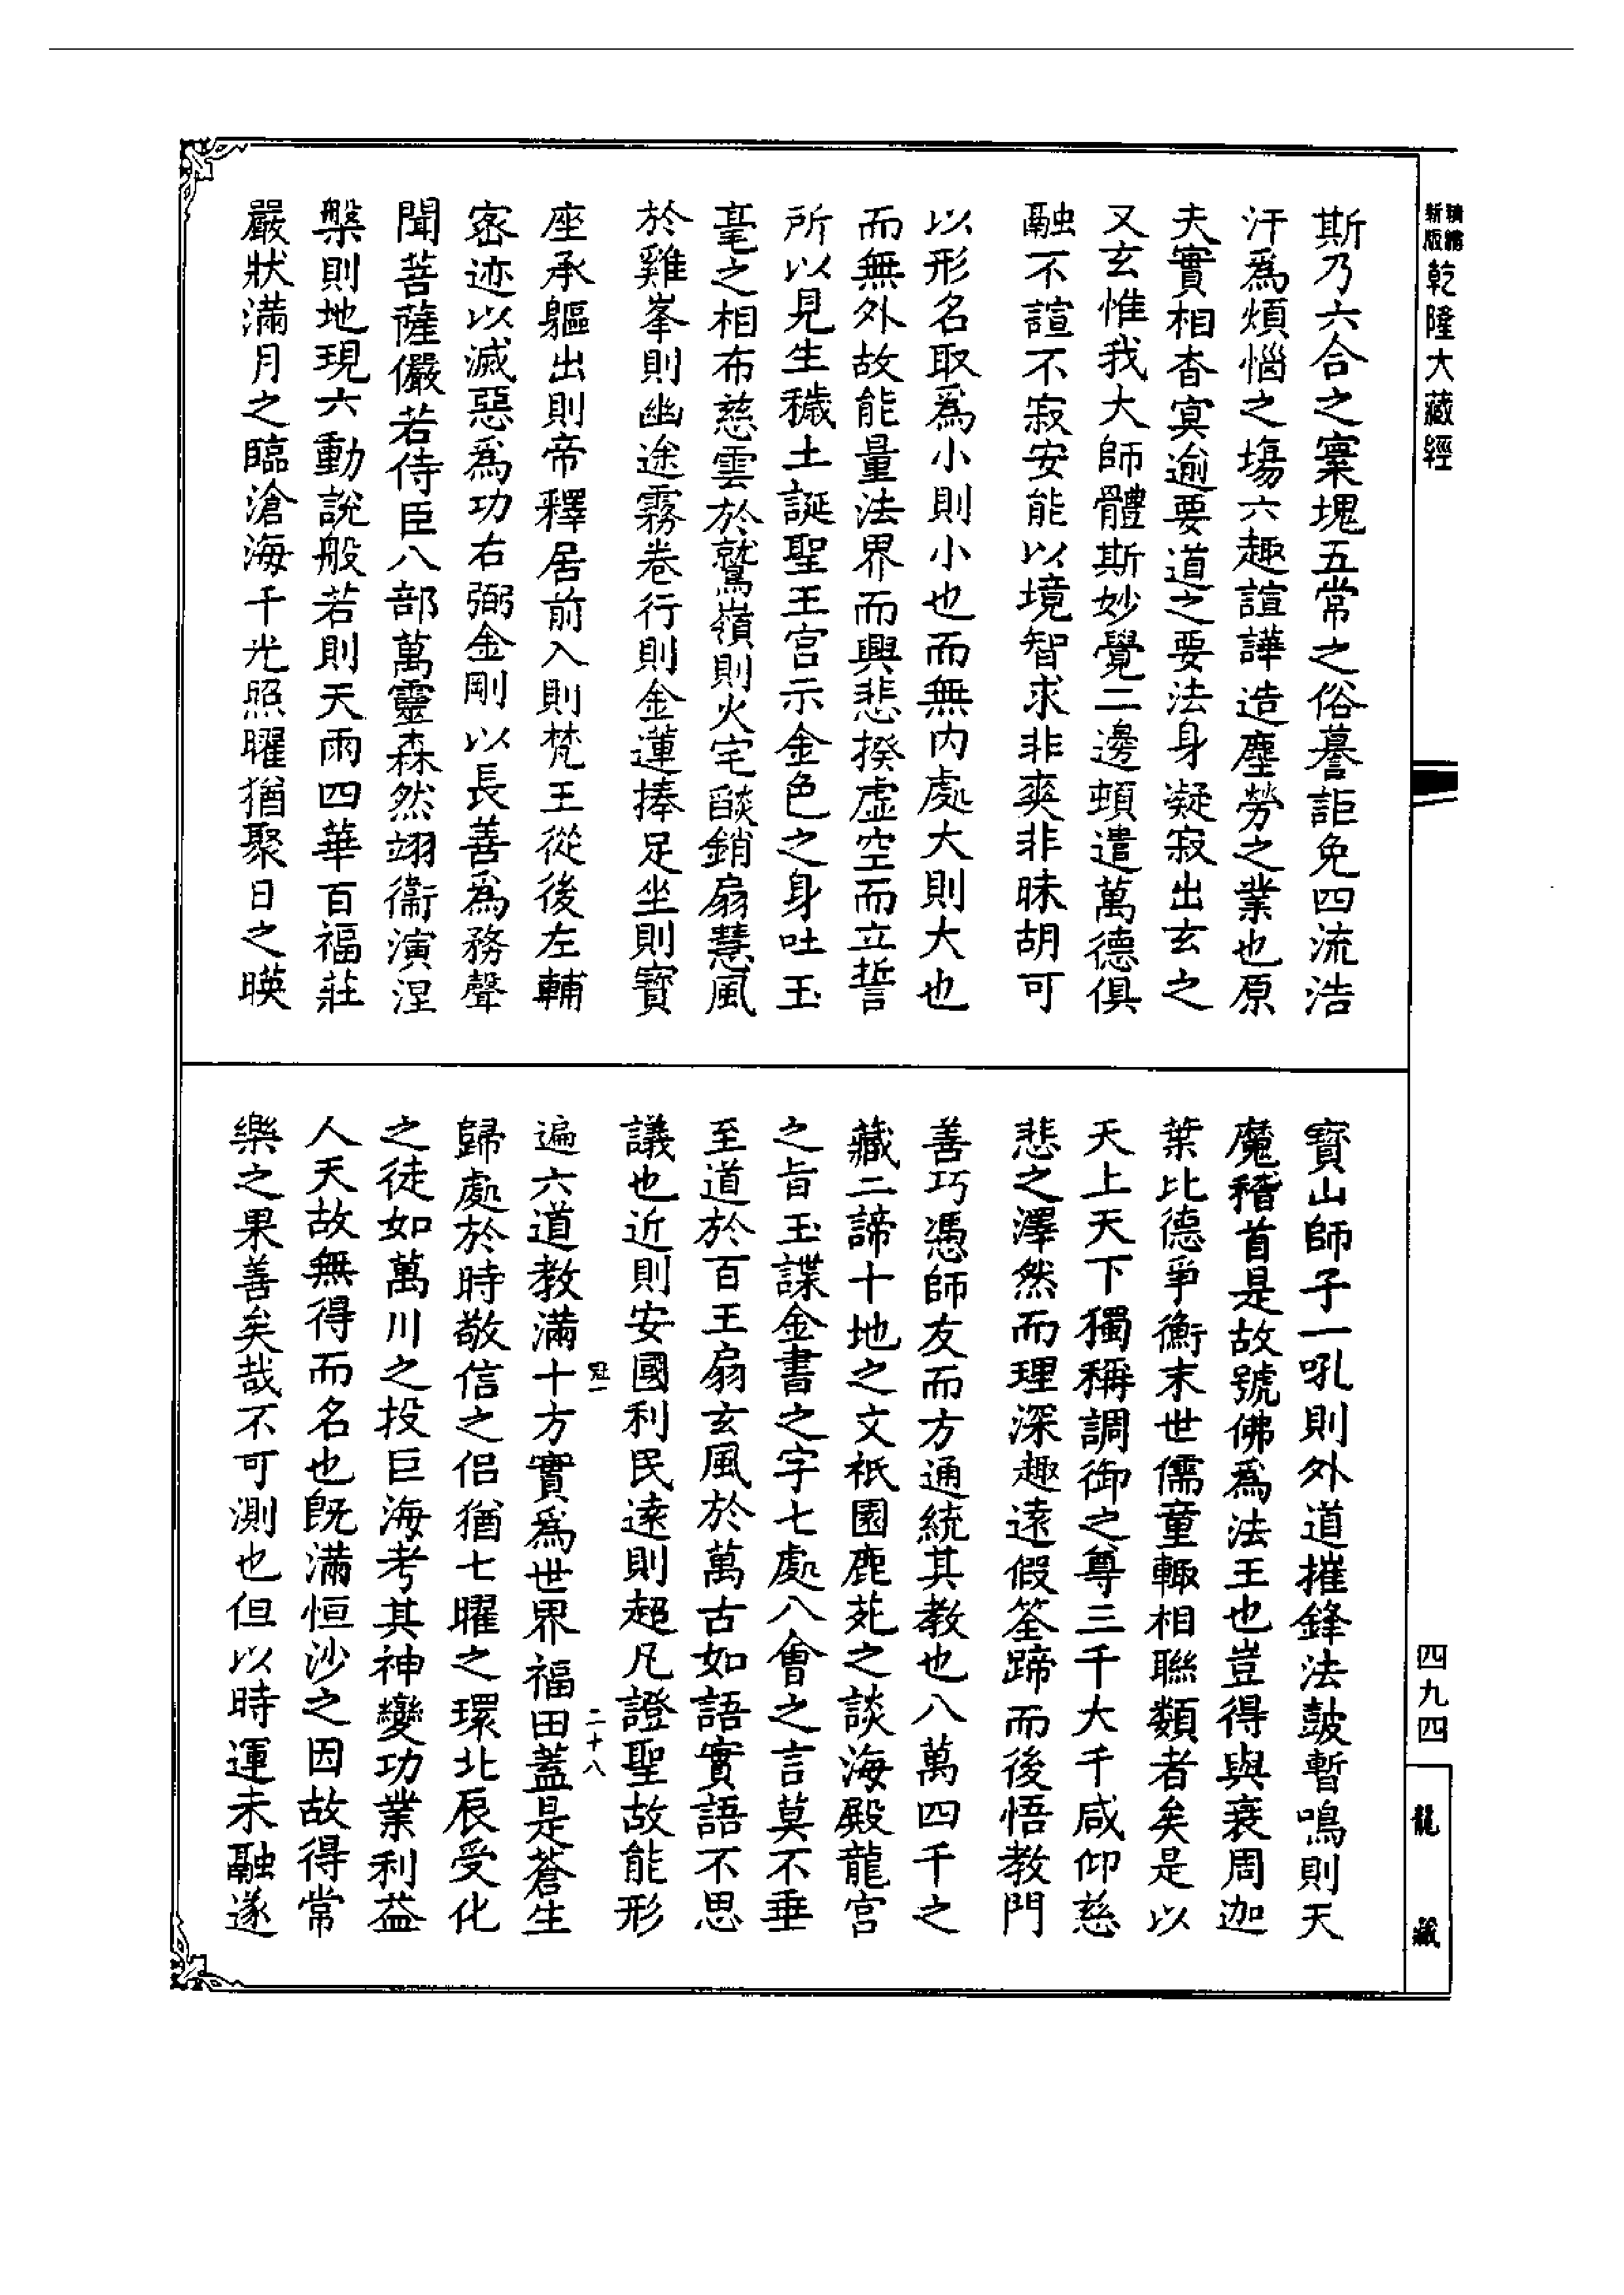 精繕
新版
乾隆大藏經
斯乃六合之寰塊五常之俗謩詎免四流浩
汗為煩惱之場六趣諠譁造塵勞之業也原
夫實相杳冥逾要道之要法身凝寂出玄之
又玄惟我大師體斯妙覺二邊頓遣萬德俱
融不諠不寂安能以境智求非爽非昧胡可
以形名取為小則小也而無內處大則大也
而無外故能量法界而興悲揆虛空而立誓
所以見生穢土誕聖王宮示金色之身吐玉
毫之相布慈雲於鷲嶺則火宅燄銷扇慧風
於雞峯則幽途霧卷行則金蓮捧足坐則寶
座承軀出則帝釋居前入則梵王從後左輔
密迹以滅惡為功右弼金剛以長善為務聲
聞菩薩儼若侍臣八部萬靈森然翊衛演涅
槃則地現六動說般若則天雨四華百福莊
嚴狀滿月之臨滄海千光照曜猶聚日之暎
寶山師子一吼則外道摧鋒法鼓暫鳴則天
魔稽首是故號佛為法王也豈得與衰周迦
葉比德爭衡末世儒童輙相聯類者矣是以
天上天下獨稱調御之尊三千大千咸仰慈
悲之澤然而理深趣遠假筌蹄而後悟教門
善巧憑師友而方通統其教也八萬四千之
藏二諦十地之文祇園鹿苑之談海殿龍宮
之旨玉諜金書之字七處八會之言莫不垂
至道於百王扇玄風於萬古如語實語不思
議也近則安國利民遠則超凡證聖故能形
遍六道教滿十方實為世界福田蓋是蒼生
歸處於時敬信之侶猶七曜之環北辰受化
之徒如萬川之投巨海考其神變功業利益
人天故無得而名也既滿恒沙之因故得常
樂之果善矣哉不可測也但以時運未融遂
二十八
四九四
龍藏